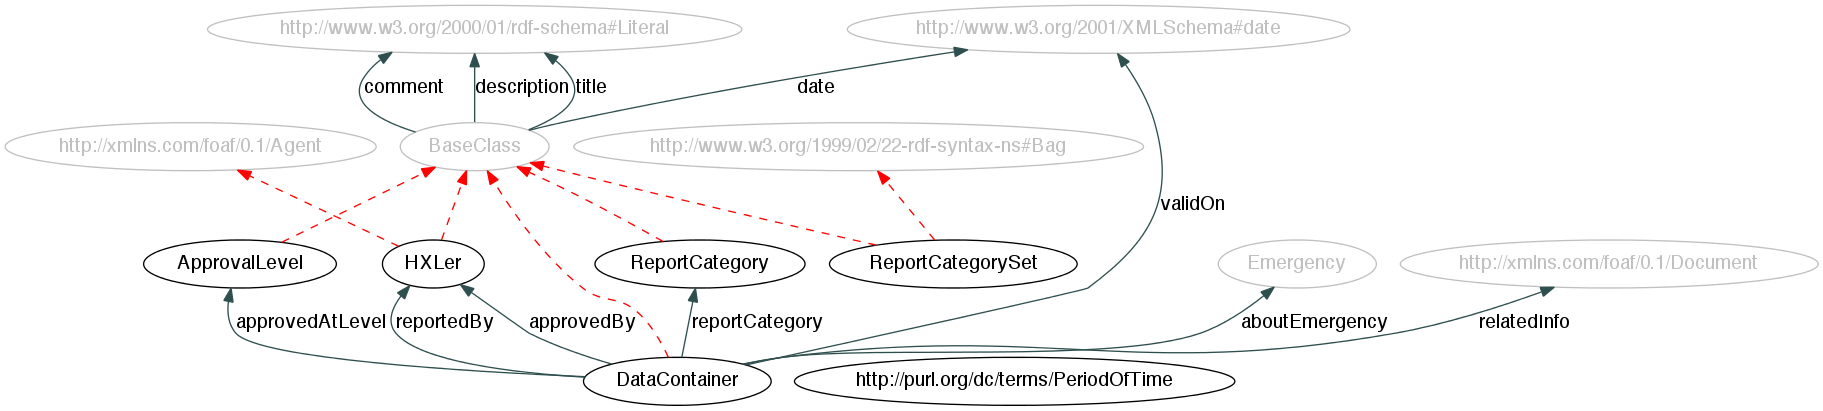 http://www.w3.org/2000/01/rdf-schema#Literal
http://www.w3.org/2001/XMLSchema#date
comment
description
title
date
http://xmlns.com/foaf/0.1/Agent
BaseClass
http://www.w3.org/1999/02/22-rdf-syntax-ns#Bag
validOn
ApprovalLevel
HXLer
ReportCategory
ReportCategorySet
Emergency
http://xmlns.com/foaf/0.1/Document
approvedAtLevel
reportedBy
approvedBy
reportCategory
aboutEmergency
relatedInfo
DataContainer
http://purl.org/dc/terms/PeriodOfTime